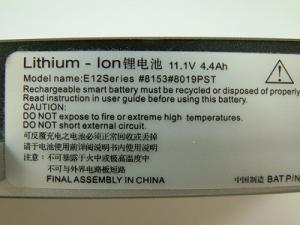 Lithium - Ion锂电池 11.1V 4.4Ah
Model name:E12Series #8153#8019PST
Rechargeable smart battery must be recycled or disposed of properly
Read instruction in user guide before using this battery.
CAUTION:
DO NOT expose to fire or extreme high temperatures.
DO NOT short external circuit.
可反覆充电之电池必须正常回收或丢弃
请于电池使用前详阅说明书内使用说明
不可暴露于火中或极高温度中
不可与外界电路板短路
FINAL ASSEMBLY IN CHINA
中国制造 BAT P/N